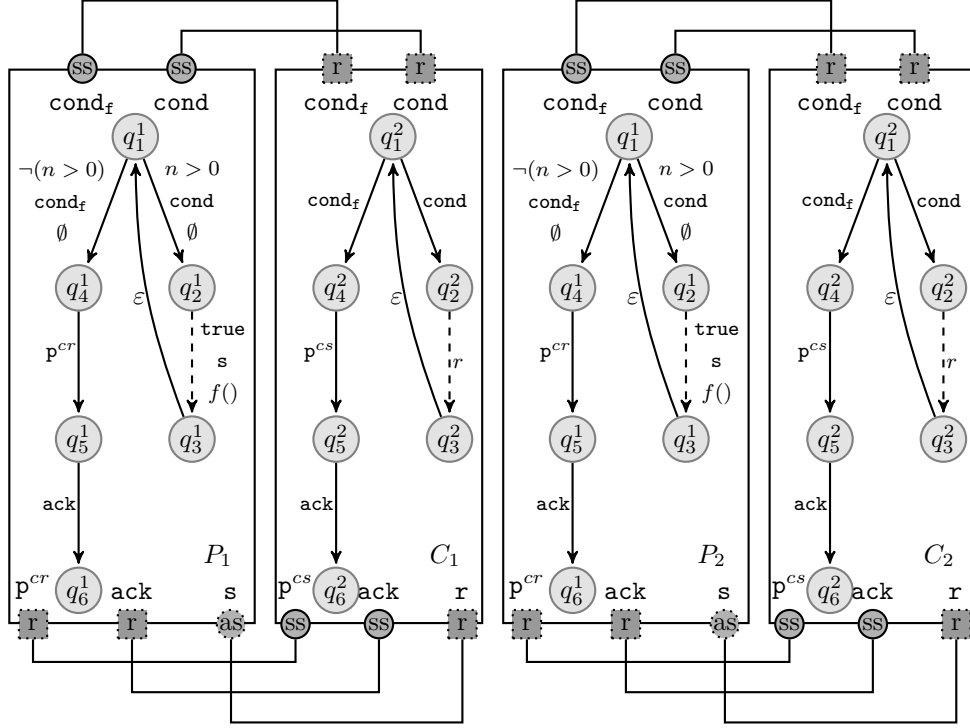 ss ss r r ss ss r r
cond_f cond cond_f cond cond_f cond cond_f cond
q_1^1 q_1^2 q_1^1 q_1^2
¬(n > 0) n > 0 ¬(n > 0) n > 0
cond_f cond cond_f cond cond_f cond cond_f cond
∅ ∅ ∅ ∅
q_4^1 ε q_2^1 q_4^2 ε q_2^2 q_4^1 ε q_2^1 q_4^2 ε q_2^2
true true
p^{cr} s p^{cs} r p^{cr} s p^{cs} r
f() f()
q_5^1 q_3^1 q_5^2 q_3^2 q_5^1 q_3^1 q_5^2 q_3^2
ack ack ack ack
P_1 C_1 P_2 C_2
p^{cr} q_6^1 ack s p^{cs} q_6^2 ack r p^{cr} q_6^1 ack s p^{cs} q_6^2 ack r
r r as ss ss r r r as ss ss r